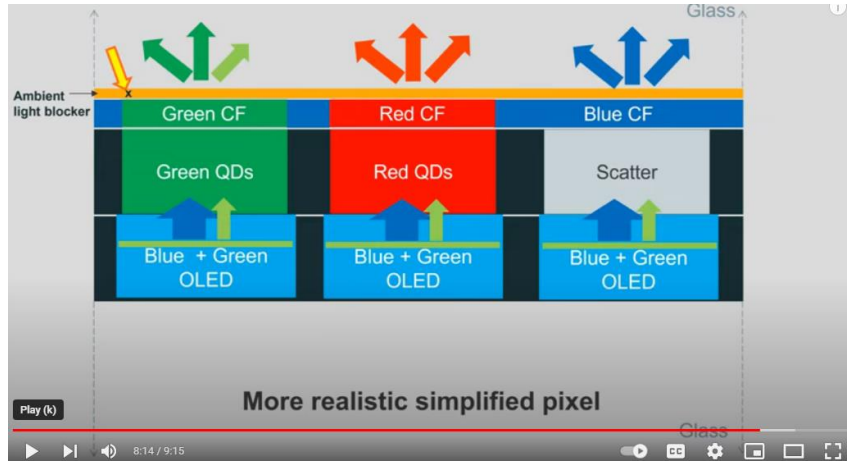 Glass
Ambient
light blocker
x
Green CF
Red CF
Blue CF
Green QDs
Red QDs
Scatter
Blue + Green
OLED
Blue + Green
OLED
Blue + Green
OLED
More realistic simplified pixel
Play (k)
Glass
8:14 / 9:15
CC